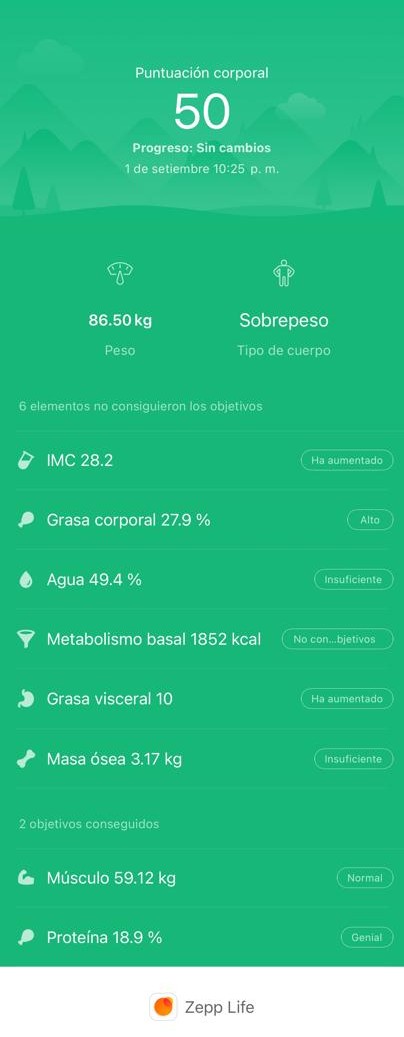 Puntuación corporal
50
Progreso: Sin cambios
1 de setiembre 10:25 p. m.
86.50 kg Sobrepeso
Peso Tipo de cuerpo
6 elementos no consiguieron los objetivos
IMC 28.2 Ha aumentado
Grasa corporal 27.9 % Alto
Agua 49.4 % Insuficiente
Metabolismo basal 1852 kcal No con...bjetivos
Grasa visceral 10 Ha aumentado
Masa ósea 3.17 kg Insuficiente
2 objetivos conseguidos
Músculo 59.12 kg Normal
Proteína 18.9 % Genial
Zepp Life